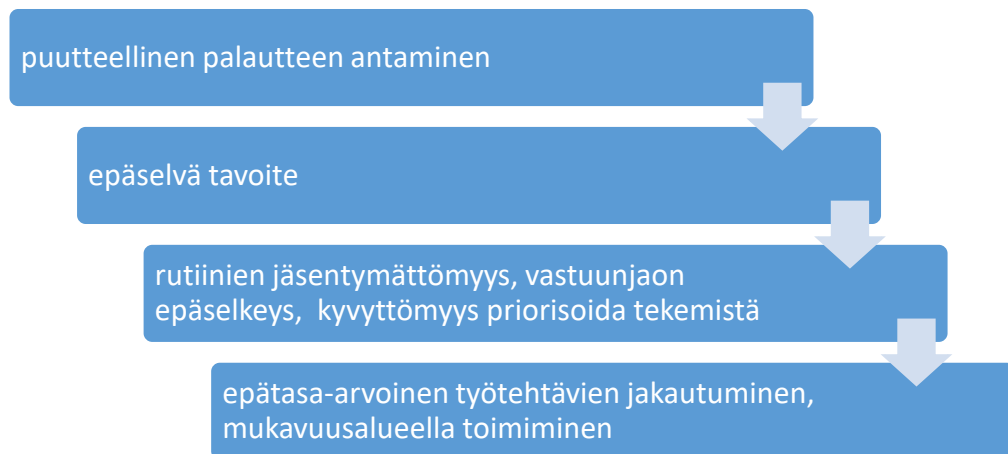 puutteellinen palautteen antaminen
epäselvä tavoite
rutiinien jäsentymättömyys, vastuunjaon
epäselkeys,  kyvyttömyys priorisoida tekemistä
epätasa-arvoinen työtehtävien jakautuminen,
mukavuusalueella toimiminen